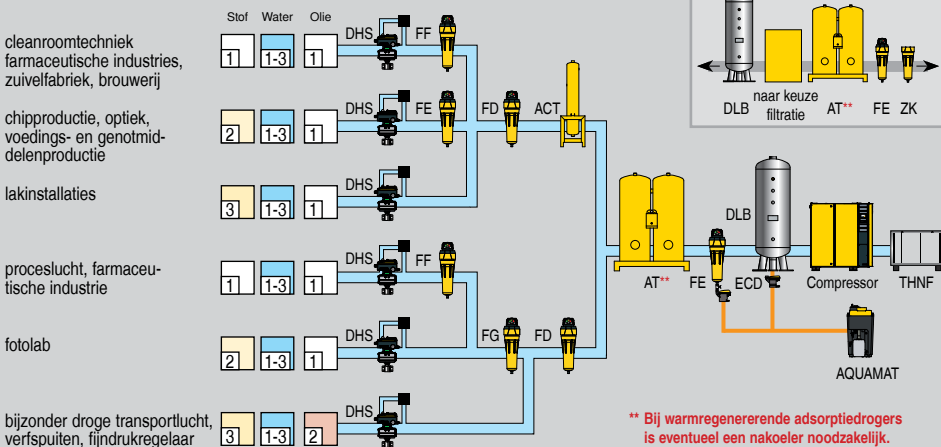 Stof Water Olie
cleanroomtechniek
farmaceutische industries,
zuivelfabriek, brouwerij
1 1-3 1
DHS FF
chipproductie, optiek,
voedings- en genotmid-
delenproductie
2 1-3 1
DHS FE FD ACT
lakinstallaties
3 1-3 1
DHS
proceslucht, farmaceu-
tische industrie
1 1-3 1
DHS FF
fotolab
2 1-3 1
DHS FG FD
bijzonder droge transportlucht,
verfspuiten, fijndrukregelaar
3 1-3 2
DHS
DLB
naar keuze
filtratie
AT** FE ZK
DLB
AT** FE ECD Compressor THNF
AQUAMAT
** Bij warmregenererende adsorptiedrogers
is eventueel een nakoeler noodzakelijk.